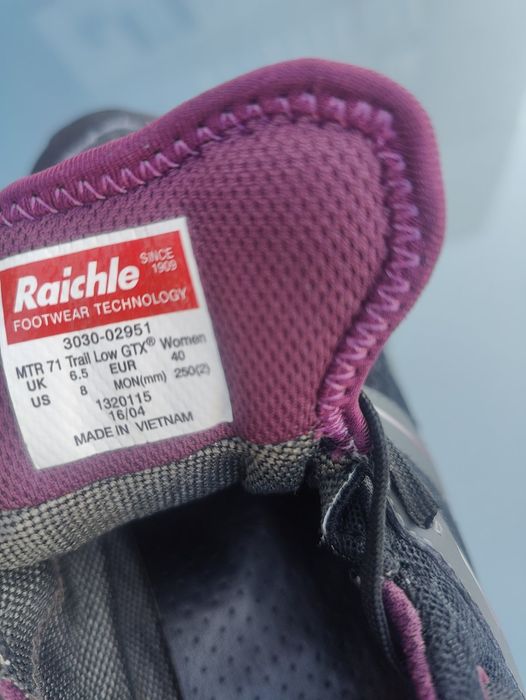 Raichle SINCE 1909
FOOTWEAR TECHNOLOGY
3030-02951
MTR 71 Trail Low GTX® Women
UK 6.5 EUR 40
US 8 MON(mm) 250(2)
1320115
16/04
MADE IN VIETNAM